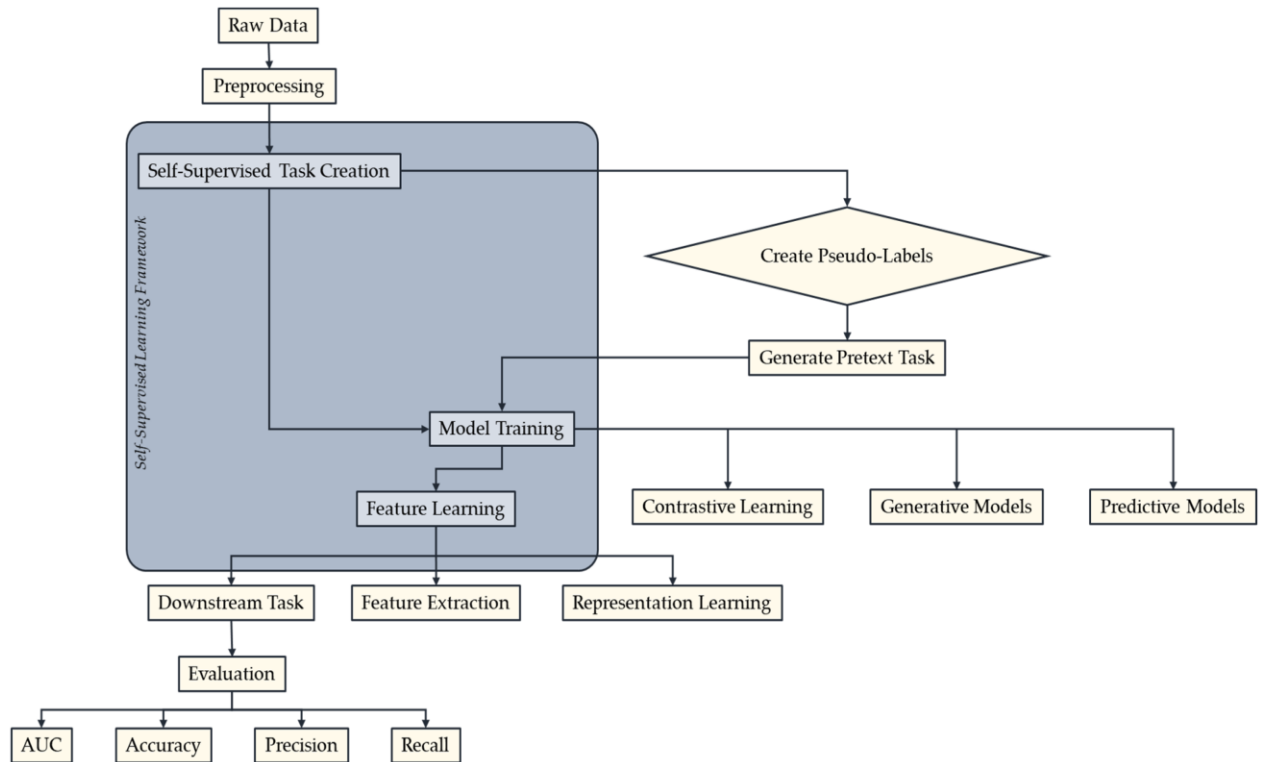 Raw Data
Preprocessing
Self-Supervised Task Creation
Self-Supervised Learning Framework
Create Pseudo-Labels
Generate Pretext Task
Model Training
Feature Learning
Contrastive Learning
Generative Models
Predictive Models
Downstream Task
Feature Extraction
Representation Learning
Evaluation
AUC
Accuracy
Precision
Recall